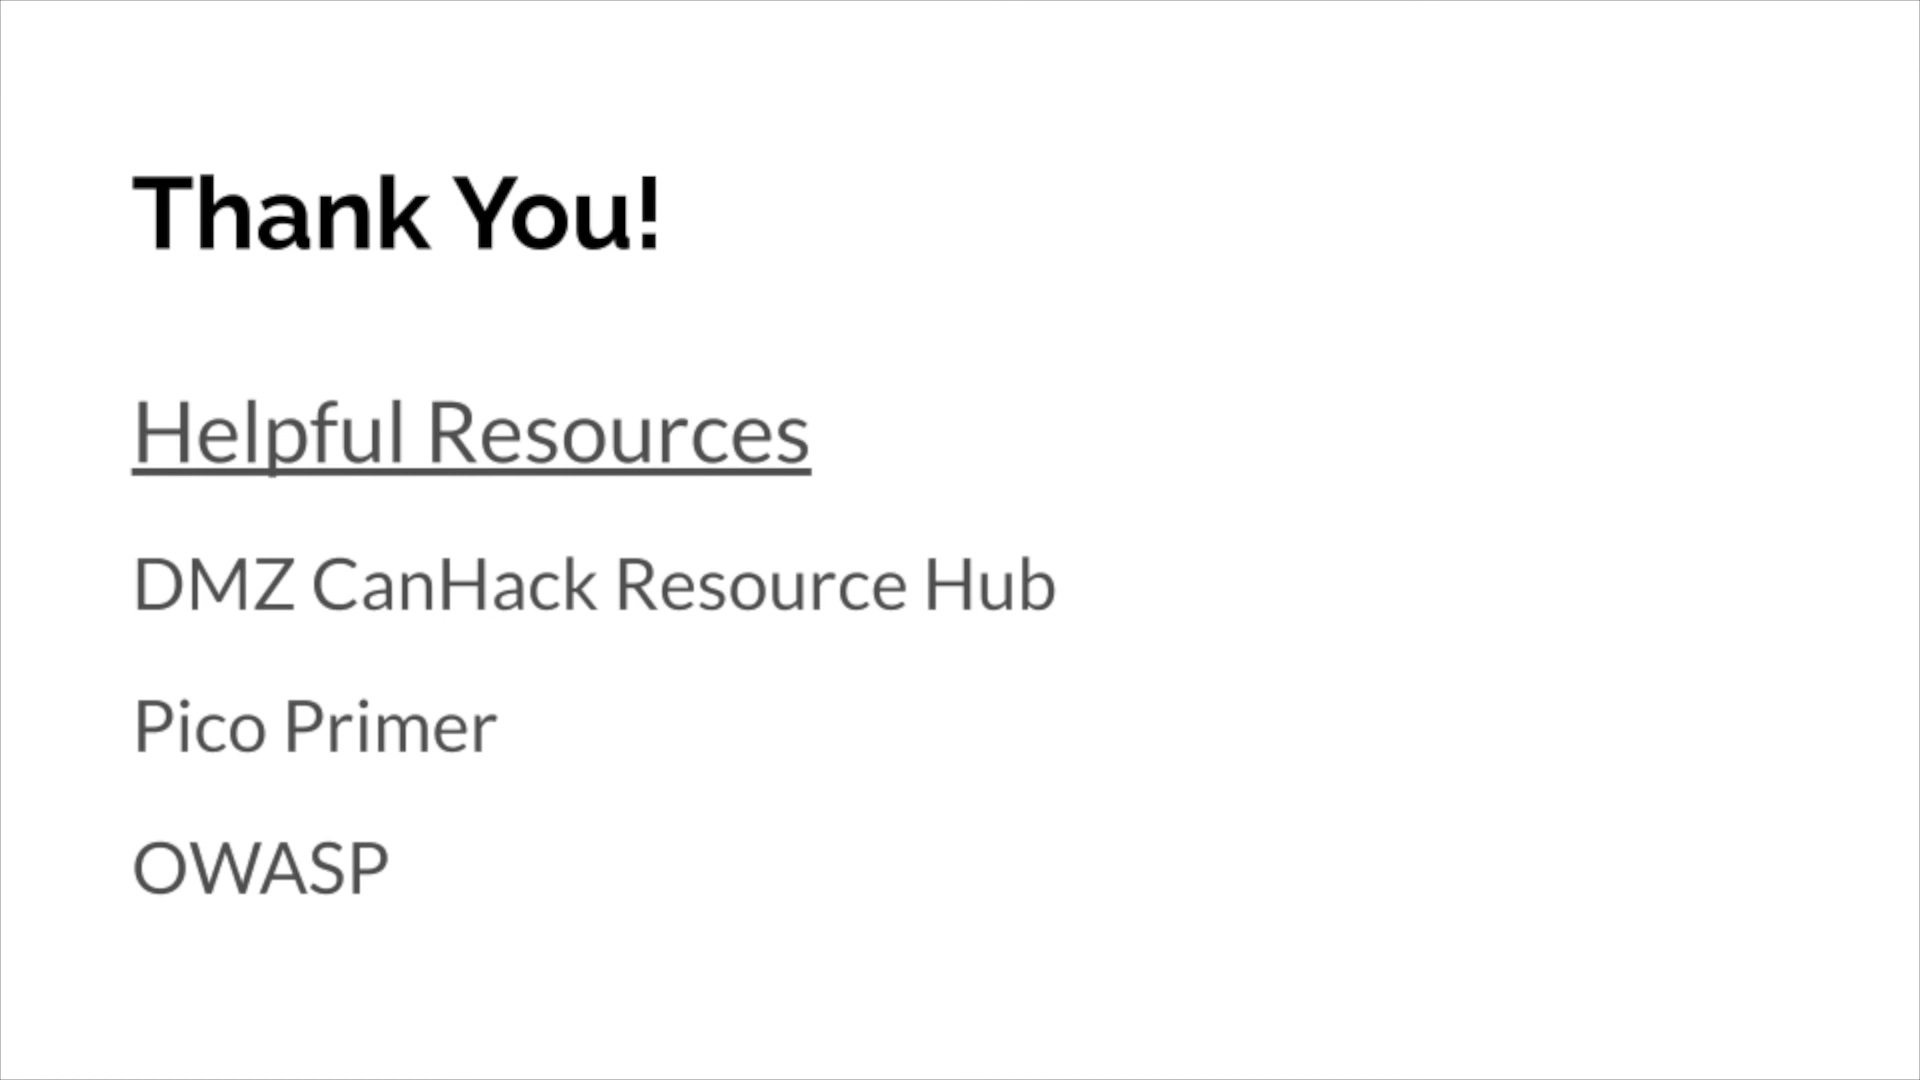 Thank You!
Helpful Resources
DMZ CanHack Resource Hub
Pico Primer
OWASP